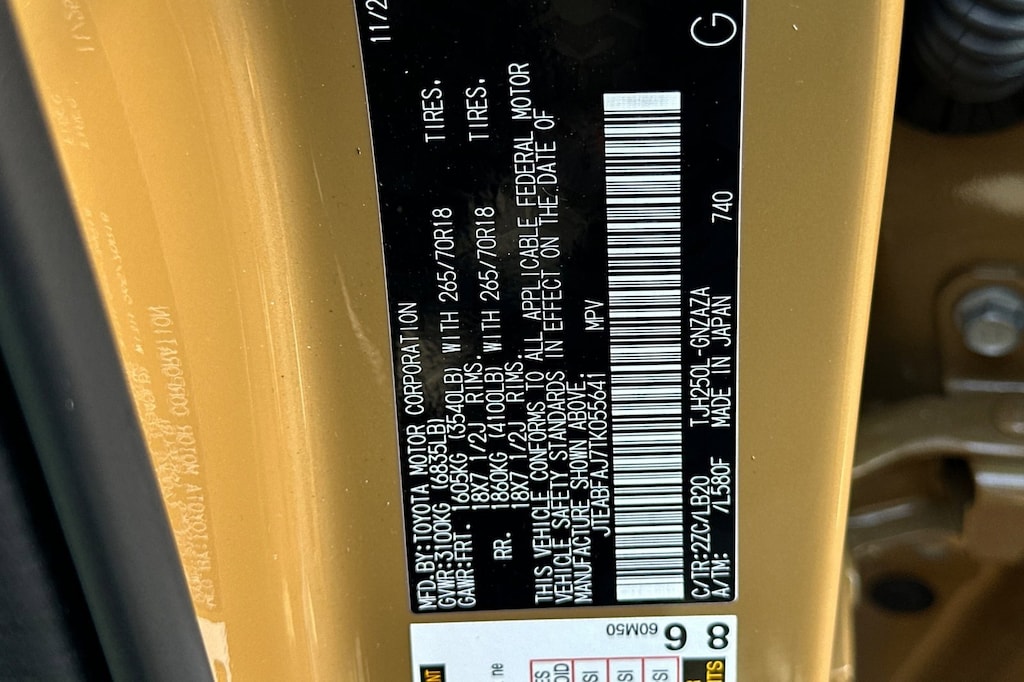 11/2
MFD.BY:TOYOTA MOTOR CORPORATION
GVWR:3100KG (6835LB)
GAWR:FRT. 1605KG (3540LB) WITH 265/70R18 TIRES.
18X7 1/2J RIMS.
RR. 1860KG (4100LB) WITH 265/70R18 TIRES.
18X7 1/2J RIMS.
THIS VEHICLE CONFORMS TO ALL APPLICABLE FEDERAL MOTOR
VEHICLE SAFETY STANDARDS IN EFFECT ON THE DATE OF
MANUFACTURE SHOWN ABOVE.
JTEABFAJ7TK055641 MPV
C/TR:2ZC/LB20 TJH250L-GNZAZA 740
A/TM: /L580F MADE IN JAPAN
G
60M50
86